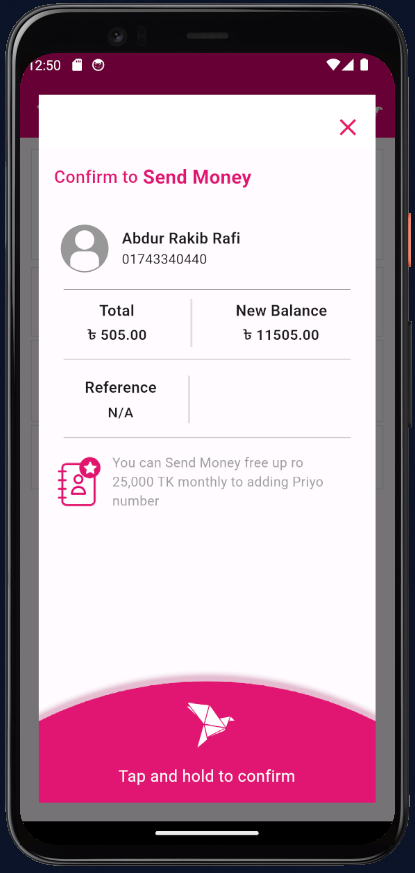 12:50
Confirm to Send Money
Abdur Rakib Rafi
01743340440
Total
৳ 505.00
New Balance
৳ 11505.00
Reference
N/A
You can Send Money free up ro
25,000 TK monthly to adding Priyo
number
Tap and hold to confirm